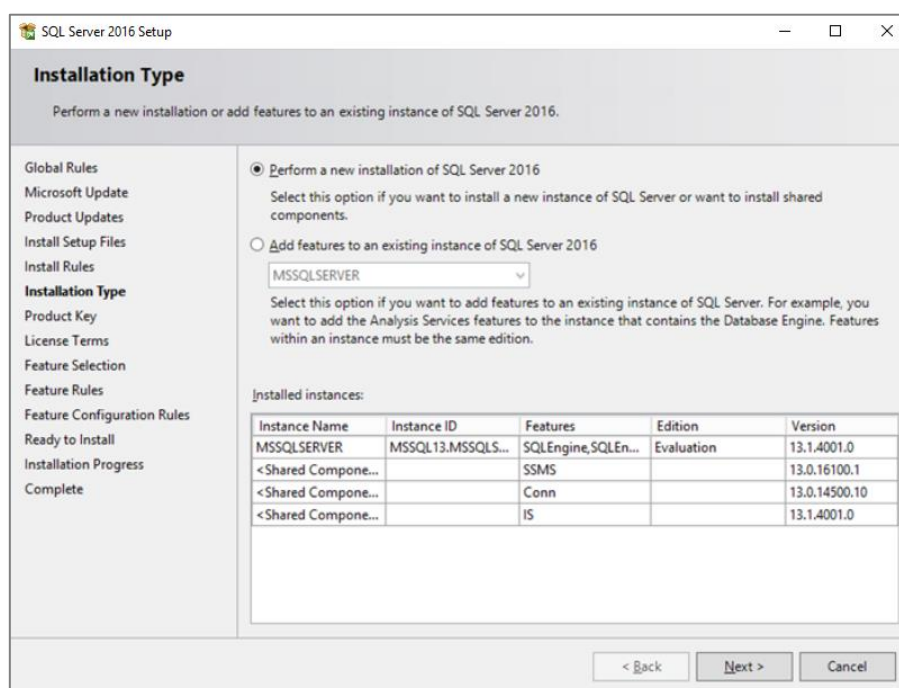 SQL Server 2016 Setup
Installation Type
Perform a new installation or add features to an existing instance of SQL Server 2016.
Global Rules
Microsoft Update
Product Updates
Install Setup Files
Install Rules
Installation Type
Product Key
License Terms
Feature Selection
Feature Rules
Feature Configuration Rules
Ready to Install
Installation Progress
Complete
Perform a new installation of SQL Server 2016
Select this option if you want to install a new instance of SQL Server or want to install shared
components.
Add features to an existing instance of SQL Server 2016
MSSQLSERVER
Select this option if you want to add features to an existing instance of SQL Server. For example, you
want to add the Analysis Services features to the instance that contains the Database Engine. Features
within an instance must be the same edition.
Installed instances:
Instance Name Instance ID Features Edition Version
MSSQLSERVER MSSQL13.MSSQLS... SQLEngine,SQLEn... Evaluation 13.1.4001.0
<Shared Compone... SSMS 13.0.16100.1
<Shared Compone... Conn 13.0.14500.10
<Shared Compone... IS 13.1.4001.0
< Back Next > Cancel